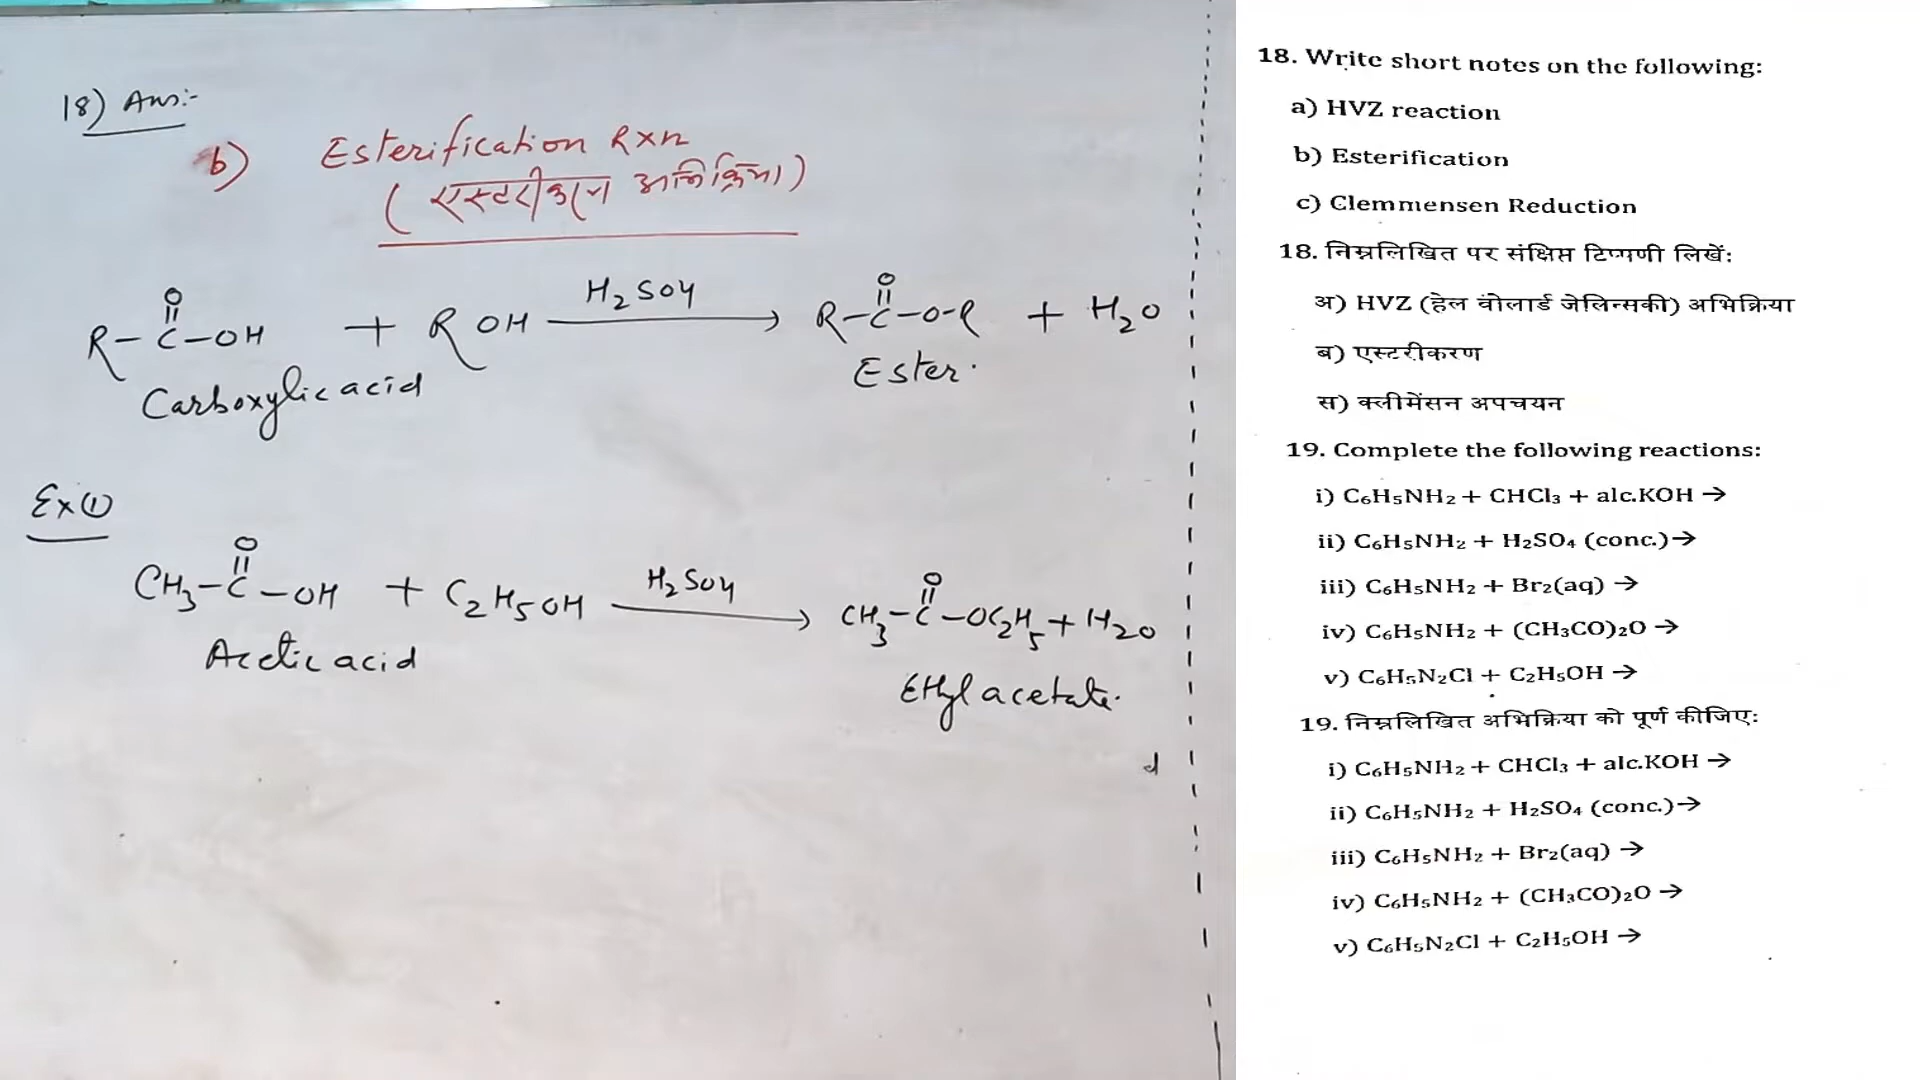 18) Ans:-
b) Esterification Rxn
(एस्टरीकरण अभिक्रिया)
O
||
R-C-OH + ROH H2SO4 → R-C-O-R + H2O
O
||
Carboxylic acid
Ester.
Ex ①
O
||
CH3-C-OH + C2H5OH H2SO4 → CH3-C-OC2H5 + H2O
O
||
Acetic acid
Ethyl acetate.
d
18. Write short notes on the following:
a) HVZ reaction
b) Esterification
c) Clemmensen Reduction
18. निम्नलिखित पर संक्षिप्त टिप्पणी लिखें:
अ) HVZ (हेल वोलार्ड जेलिन्सकी) अभिक्रिया
ब) एस्टरीकरण
स) क्लीमेंसन अपचयन
19. Complete the following reactions:
i) C₆H₅NH₂ + CHCl₃ + alc.KOH →
ii) C₆H₅NH₂ + H₂SO₄ (conc.)→
iii) C₆H₅NH₂ + Br₂(aq) →
iv) C₆H₅NH₂ + (CH₃CO)₂O →
v) C₆H₅N₂Cl + C₂H₅OH →
19. निम्नलिखित अभिक्रिया को पूर्ण कीजिए:
i) C₆H₅NH₂ + CHCl₃ + alc.KOH →
ii) C₆H₅NH₂ + H₂SO₄ (conc.)→
iii) C₆H₅NH₂ + Br₂(aq) →
iv) C₆H₅NH₂ + (CH₃CO)₂O →
v) C₆H₅N₂Cl + C₂H₅OH →